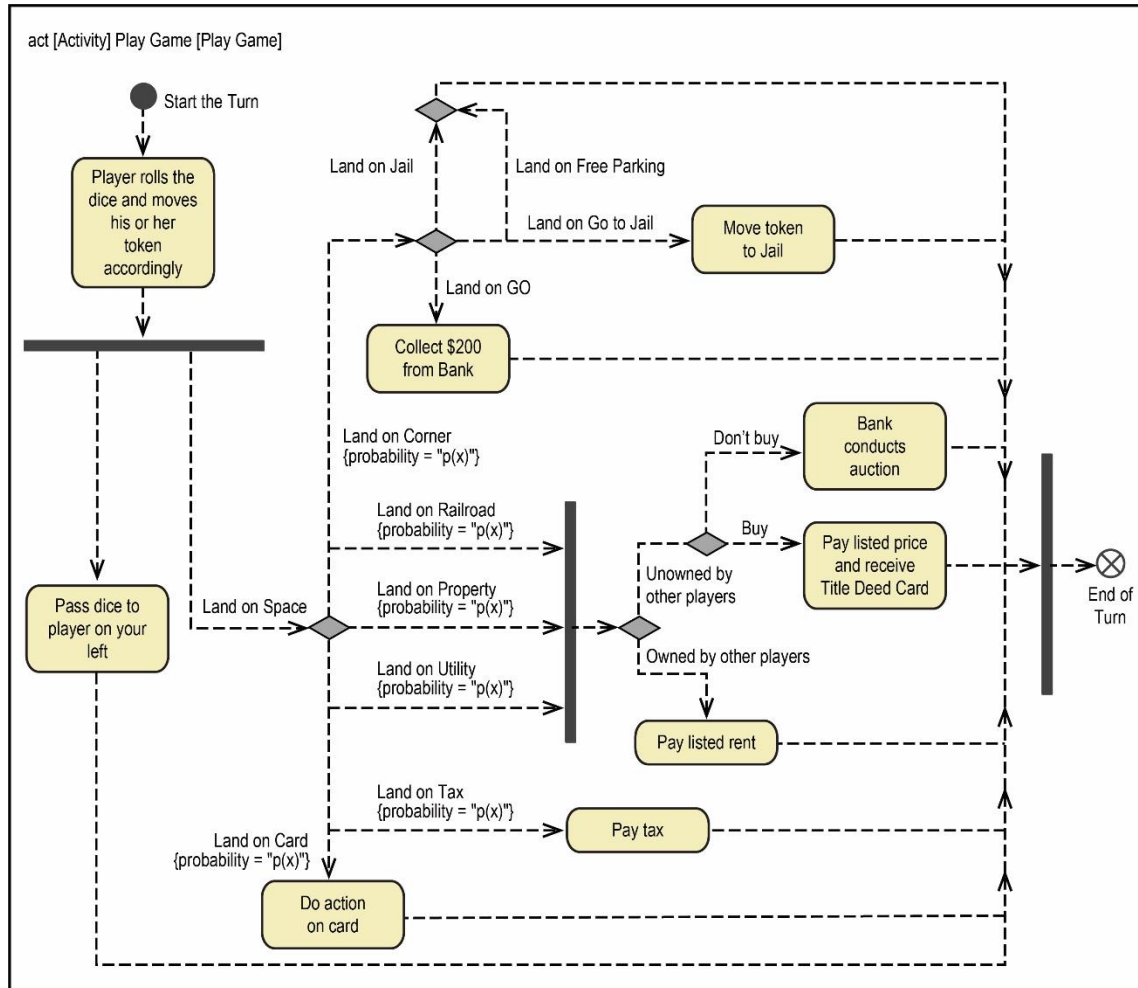 act [Activity] Play Game [Play Game]
Start the Turn
Player rolls the
dice and moves
his or her
token
accordingly
Land on Jail
Land on Free Parking
Land on Go to Jail
Move token
to Jail
Land on GO
Collect $200
from Bank
Land on Corner
{probability = "p(x)"}
Don't buy
Bank
conducts
auction
Land on Railroad
{probability = "p(x)"}
Buy
Pay listed price
and receive
Title Deed Card
Unowned by
other players
Land on Property
{probability = "p(x)"}
Pass dice to
player on your
left
Land on Space
End of
Turn
Owned by other players
Land on Utility
{probability = "p(x)"}
Pay listed rent
Land on Tax
{probability = "p(x)"}
Pay tax
Land on Card
{probability = "p(x)"}
Do action
on card